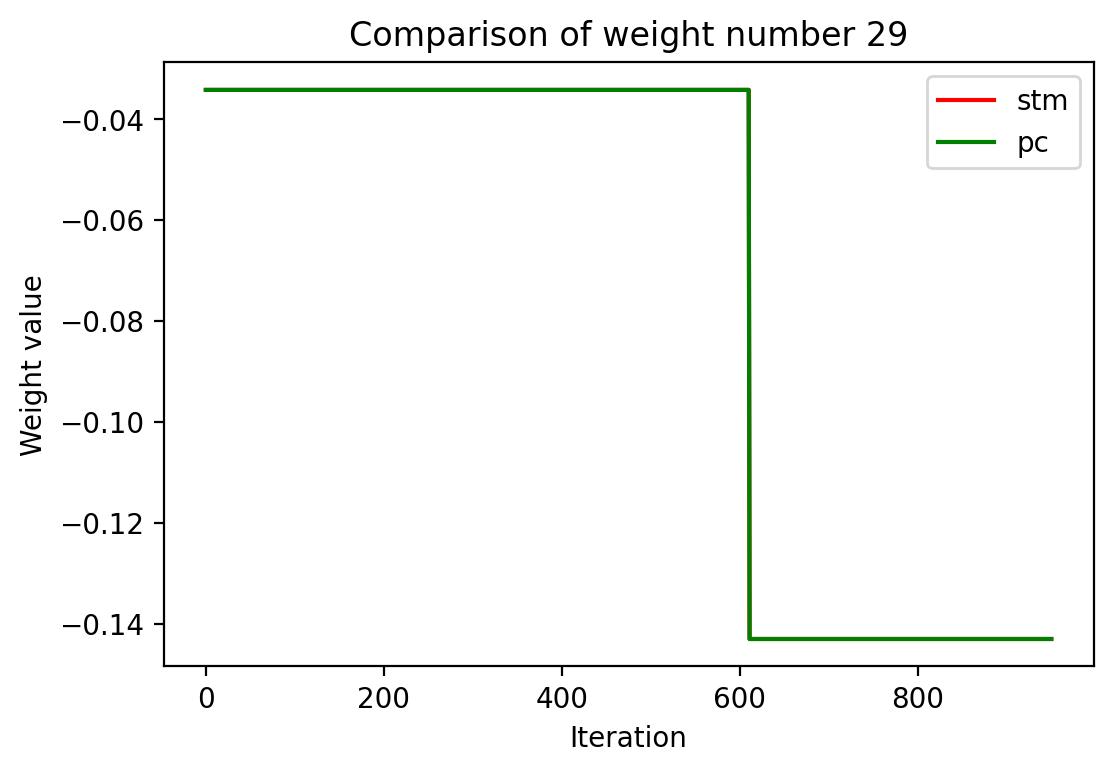 Comparison of weight number 29
stm
pc
−0.04
−0.06
−0.08
−0.10
−0.12
−0.14
Weight value
0 200 400 600 800
Iteration